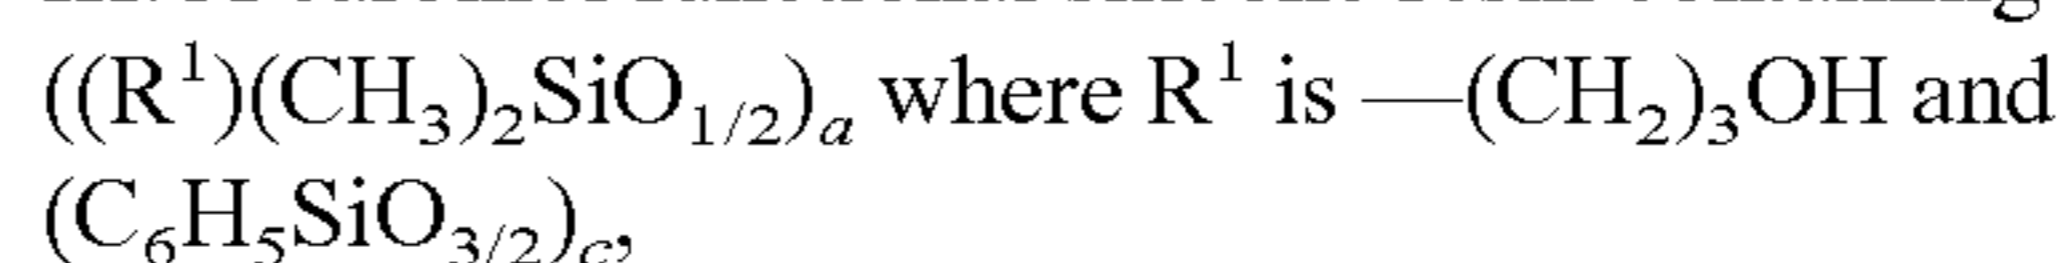 ((R¹)(CH₃)₂SiO₁/₂)ₐ where R¹ is —(CH₂)₃OH and
(C₆H₅SiO₃/₂)c,